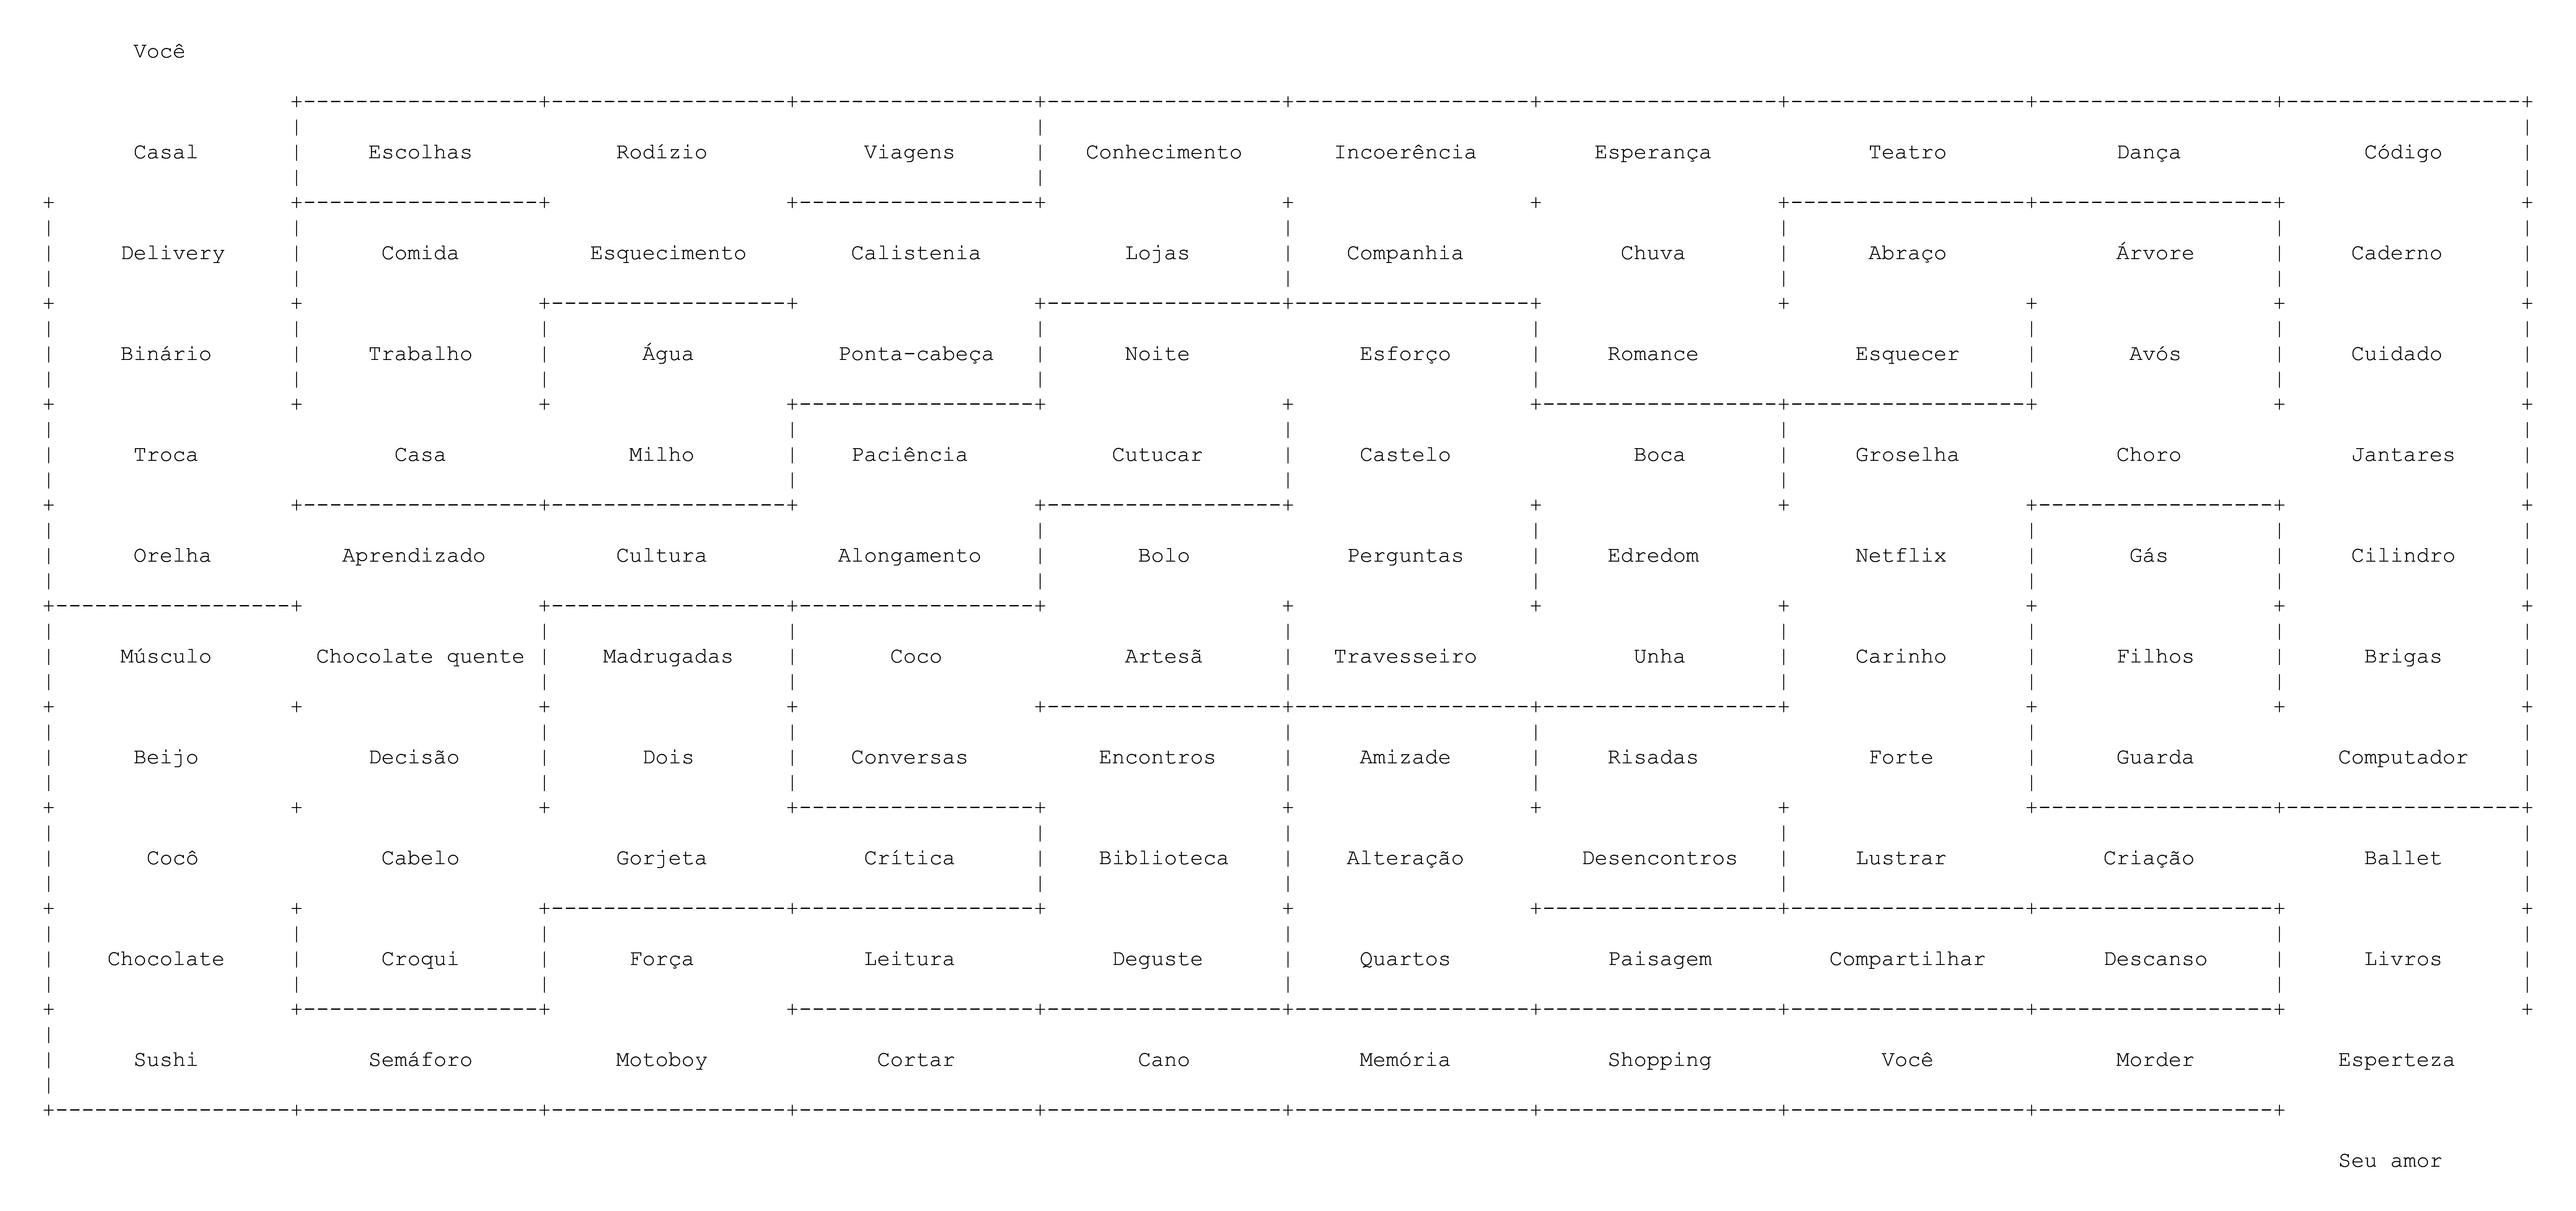 Você
Casal Escolhas Rodízio Viagens Conhecimento Incoerência Esperança Teatro Dança Código
Delivery Comida Esquecimento Calistenia Lojas Companhia Chuva Abraço Árvore Caderno
Binário Trabalho Água Ponta-cabeça Noite Esforço Romance Esquecer Avós Cuidado
Troca Casa Milho Paciência Cutucar Castelo Boca Groselha Choro Jantares
Orelha Aprendizado Cultura Alongamento Bolo Perguntas Edredom Netflix Gás Cilindro
Músculo Chocolate quente Madrugadas Coco Artesã Travesseiro Unha Carinho Filhos Brigas
Beijo Decisão Dois Conversas Encontros Amizade Risadas Forte Guarda Computador
Cocô Cabelo Gorjeta Crítica Biblioteca Alteração Desencontros Lustrar Criação Ballet
Chocolate Croqui Força Leitura Deguste Quartos Paisagem Compartilhar Descanso Livros
Sushi Semáforo Motoboy Cortar Cano Memória Shopping Você Morder Esperteza
Seu amor